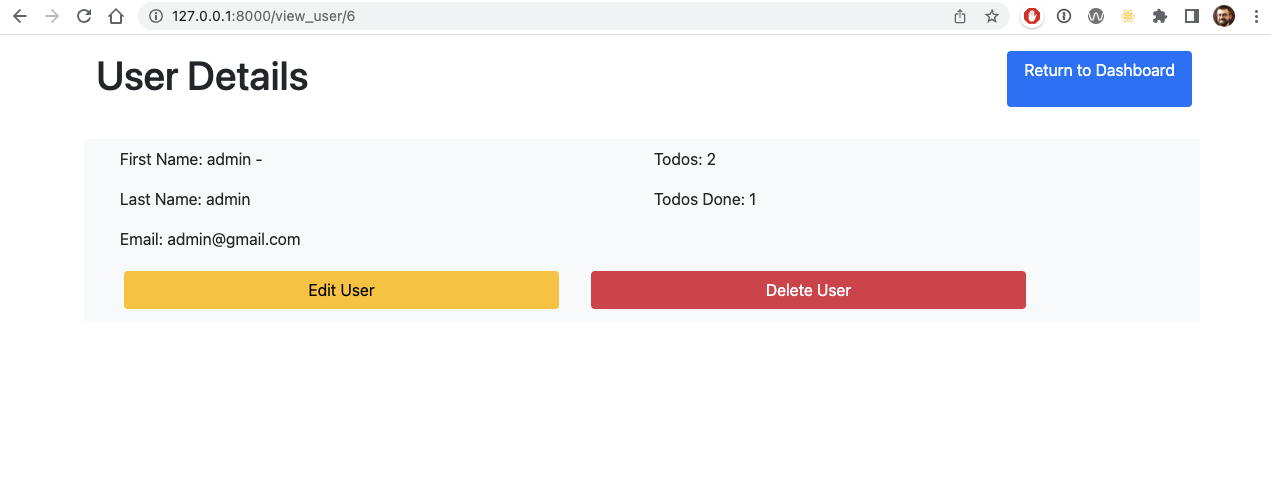 127.0.0.1:8000/view_user/6
User Details
Return to Dashboard
First Name: admin -
Todos: 2
Last Name: admin
Todos Done: 1
Email: admin@gmail.com
Edit User
Delete User